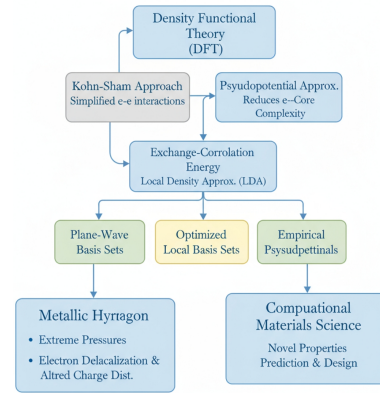 Density Functional
Theory
(DFT)
Kohn-Sham Approach
Simplified e-e interactions
Psyudopotential Approx.
Reduces e–Core
Complexity
Exchange-Corrolation
Energy
Local Density Approx. (LDA)
Plane-Wave
Basis Sets
Optimized
Local Basis Sets
Empirical
Psysudpettinals
Metallic Hyrragon
• Extreme Pressures
• Electron Delacalization &
Altred Charge Dist.
Compuational
Materials Science
Novel Properties
Prediction & Design